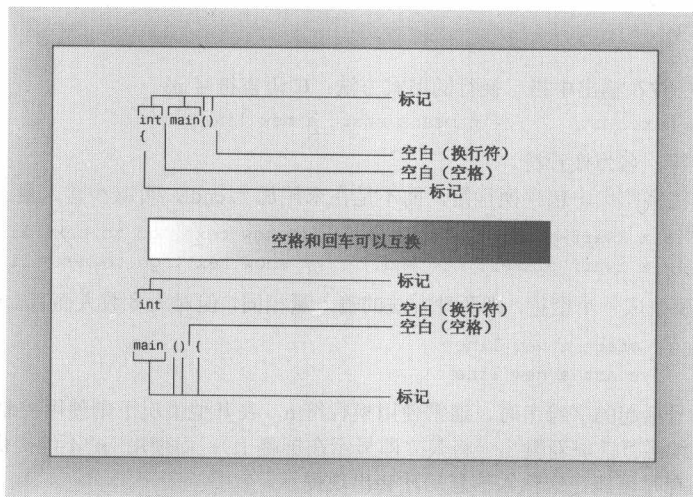 标记
int main()
{
空白（换行符）
空白（空格）
标记
空格和回车可以互换
标记
int
空白（换行符）
空白（空格）
main () {
标记